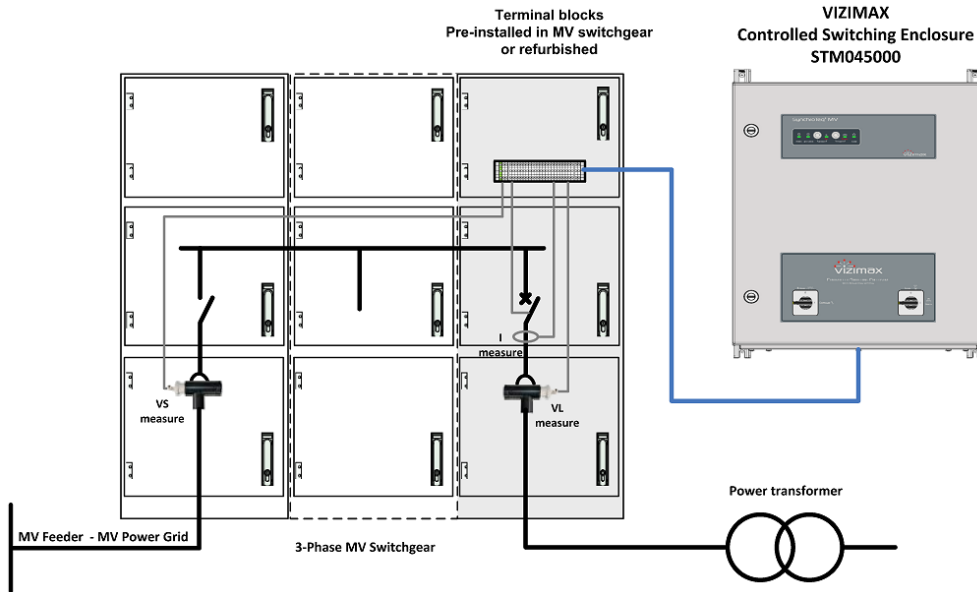 Terminal blocks
Pre-installed in MV switchgear
or refurbished
VIZIMAX
Controlled Switching Enclosure
STM045000
vizimax
I
measure
VS
measure
VL
measure
Power transformer
MV Feeder - MV Power Grid
3-Phase MV Switchgear